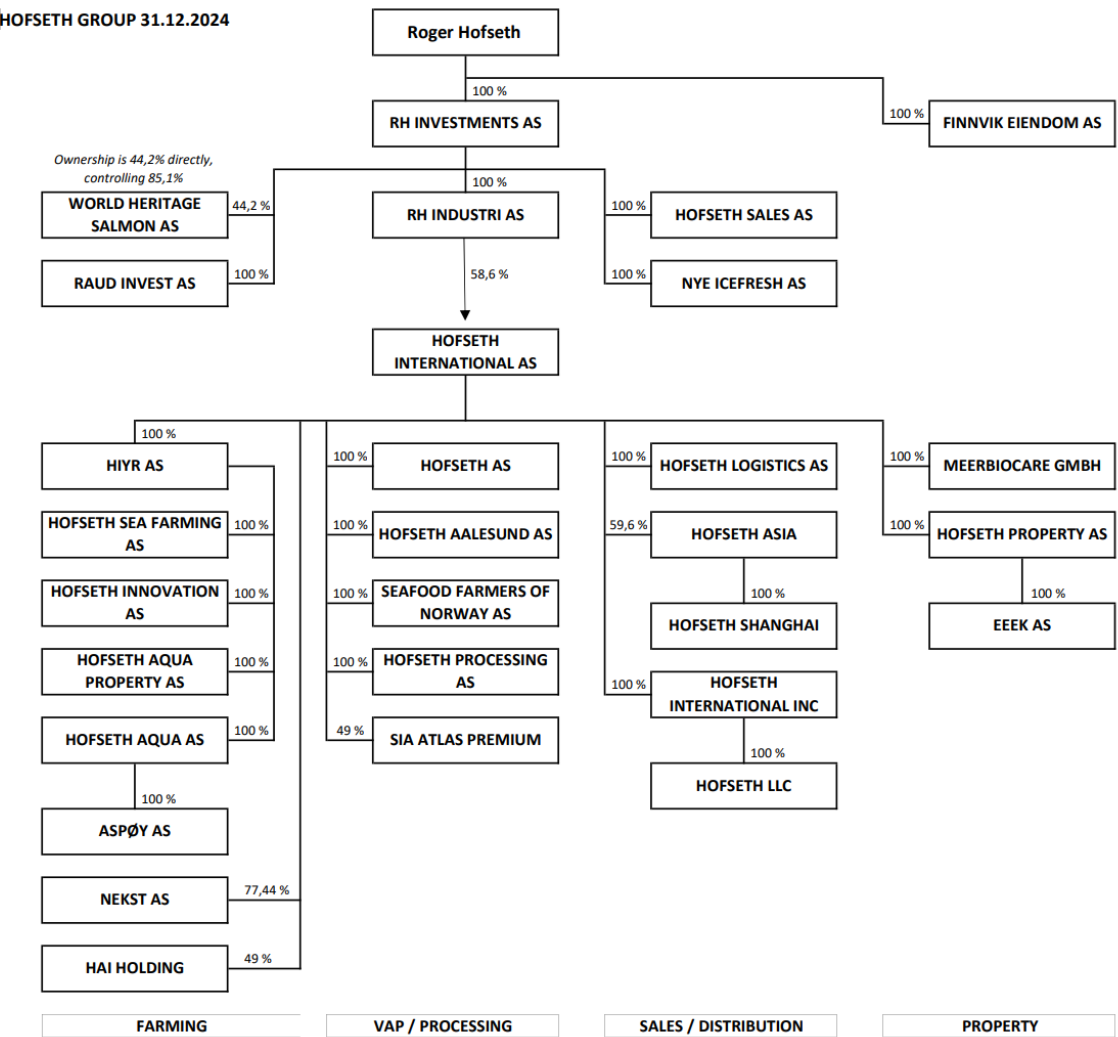 HOFSETH GROUP 31.12.2024
Roger Hofseth
100 %
100 %
RH INVESTMENTS AS
FINNVIK EIENDOM AS
Ownership is 44,2% directly,
controlling 85,1%
100 %
WORLD HERITAGE
SALMON AS
44,2 %
RH INDUSTRI AS
100 %
HOFSETH SALES AS
RAUD INVEST AS
100 %
58,6 %
100 %
NYE ICEFRESH AS
HOFSETH
INTERNATIONAL AS
100 %
HIYR AS
100 %
HOFSETH AS
100 %
HOFSETH LOGISTICS AS
100 %
MEERBIOCARE GMBH
HOFSETH SEA FARMING
AS
100 %
100 %
HOFSETH AALESUND AS
59,6 %
HOFSETH ASIA
100 %
HOFSETH PROPERTY AS
HOFSETH INNOVATION
AS
100 %
100 %
SEAFOOD FARMERS OF
NORWAY AS
100 %
HOFSETH SHANGHAI
100 %
EEEK AS
HOFSETH AQUA
PROPERTY AS
100 %
100 %
HOFSETH PROCESSING
AS
100 %
HOFSETH
INTERNATIONAL INC
HOFSETH AQUA AS
100 %
49 %
SIA ATLAS PREMIUM
100 %
HOFSETH LLC
100 %
ASPØY AS
NEKST AS
77,44 %
HAI HOLDING
49 %
FARMING
VAP / PROCESSING
SALES / DISTRIBUTION
PROPERTY